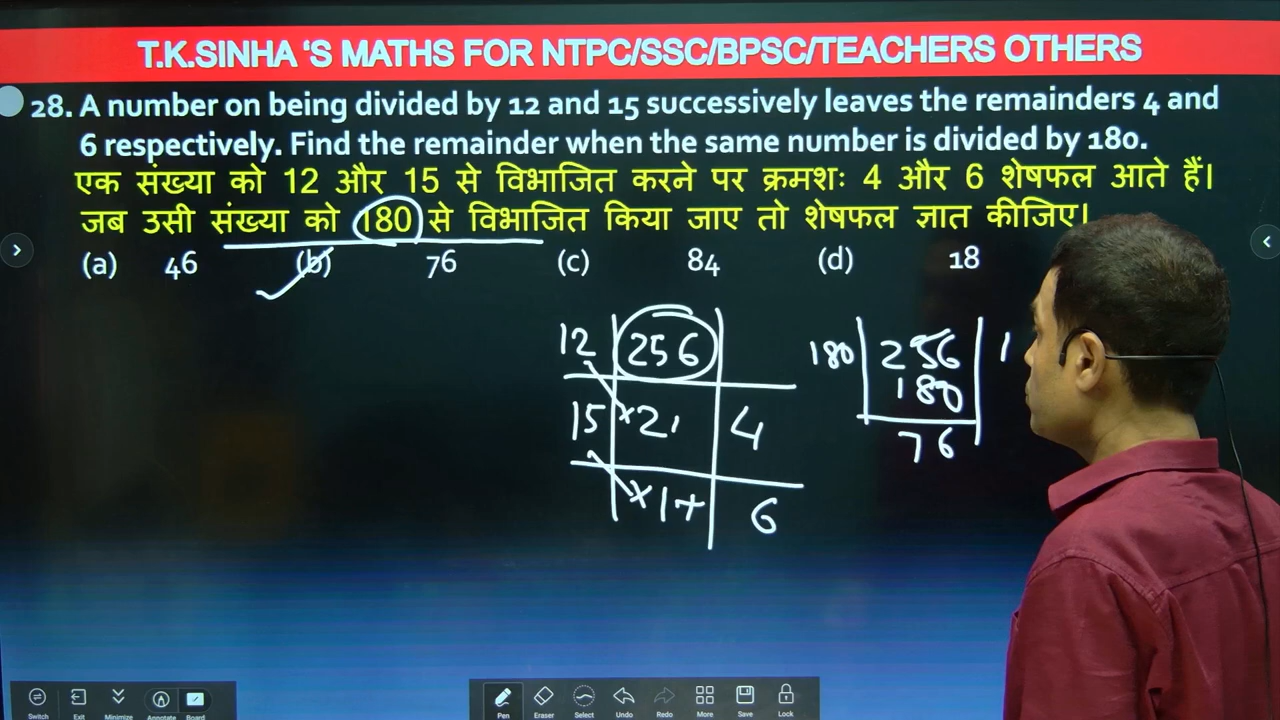 T.K.SINHA ‘S MATHS FOR NTPC/SSC/BPSC/TEACHERS OTHERS
28. A number on being divided by 12 and 15 successively leaves the remainders 4 and
6 respectively. Find the remainder when the same number is divided by 180.
एक संख्या को 12 और 15 से विभाजित करने पर क्रमशः 4 और 6 शेषफल आते हैं।
जब उसी संख्या को 180 से विभाजित किया जाए तो शेषफल ज्ञात कीजिए।
(a) 46 (b) 76 (c) 84 (d) 18
12 256
15 ×21 4
×1+ 6
180 256 1
180
76
Switch Exit Minimize Annotate Board
Pen Eraser Select Undo Redo More Save Lock